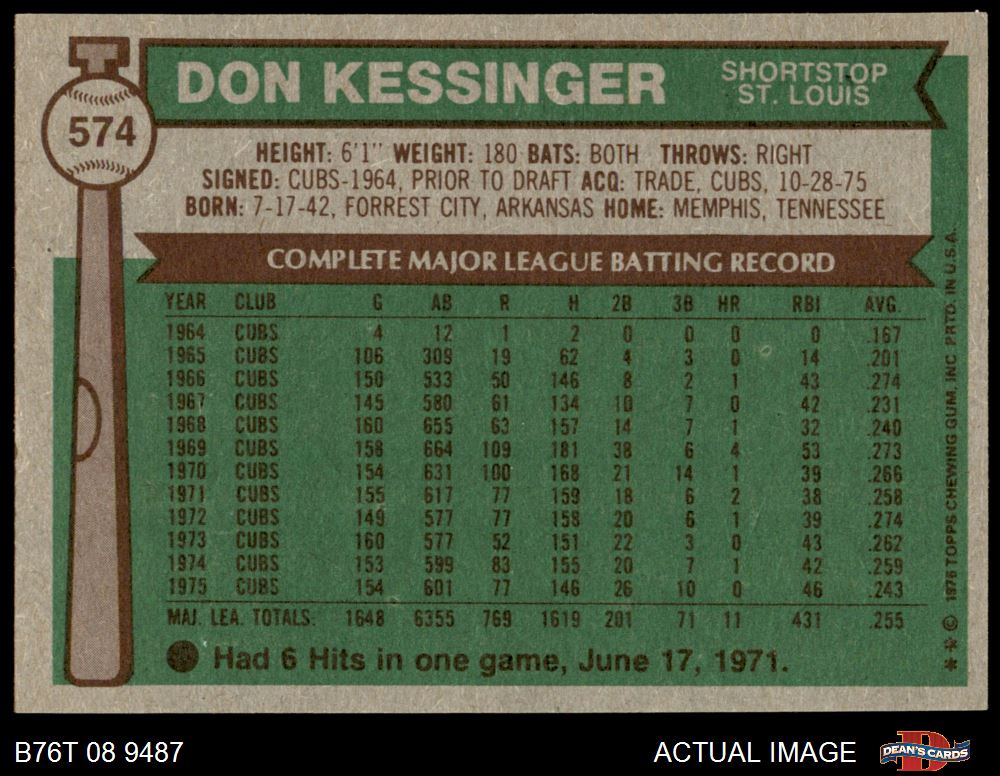 574
DON KESSINGER
SHORTSTOP
ST. LOUIS
HEIGHT: 6'1" WEIGHT: 180 BATS: BOTH THROWS: RIGHT
SIGNED: CUBS-1964, PRIOR TO DRAFT ACQ: TRADE, CUBS, 10-28-75
BORN: 7-17-42, FORREST CITY, ARKANSAS HOME: MEMPHIS, TENNESSEE
COMPLETE MAJOR LEAGUE BATTING RECORD
YEAR CLUB G AB R H 2B 3B HR RBI AVG.
1964 CUBS 4 12 1 2 0 0 0 0 .167
1965 CUBS 106 309 19 62 4 3 0 14 .201
1966 CUBS 150 533 50 146 8 2 1 43 .274
1967 CUBS 145 580 61 134 10 7 0 42 .231
1968 CUBS 160 655 63 157 14 7 1 32 .240
1969 CUBS 158 664 109 181 38 6 4 53 .273
1970 CUBS 154 631 100 168 21 14 1 39 .266
1971 CUBS 155 617 77 159 18 6 2 38 .258
1972 CUBS 149 577 77 158 20 6 1 39 .274
1973 CUBS 160 577 52 151 22 3 0 43 .262
1974 CUBS 153 599 83 155 20 7 1 42 .259
1975 CUBS 154 601 77 146 26 10 0 46 .243
MAJ. LEA. TOTALS: 1648 6355 769 1619 201 71 11 431 .255
Had 6 Hits in one game, June 17, 1971.
** © 1976 TOPPS CHEWING GUM, INC PRTD. IN U.S.A.
B76T 08 9487
ACTUAL IMAGE
DEAN'S CARDS